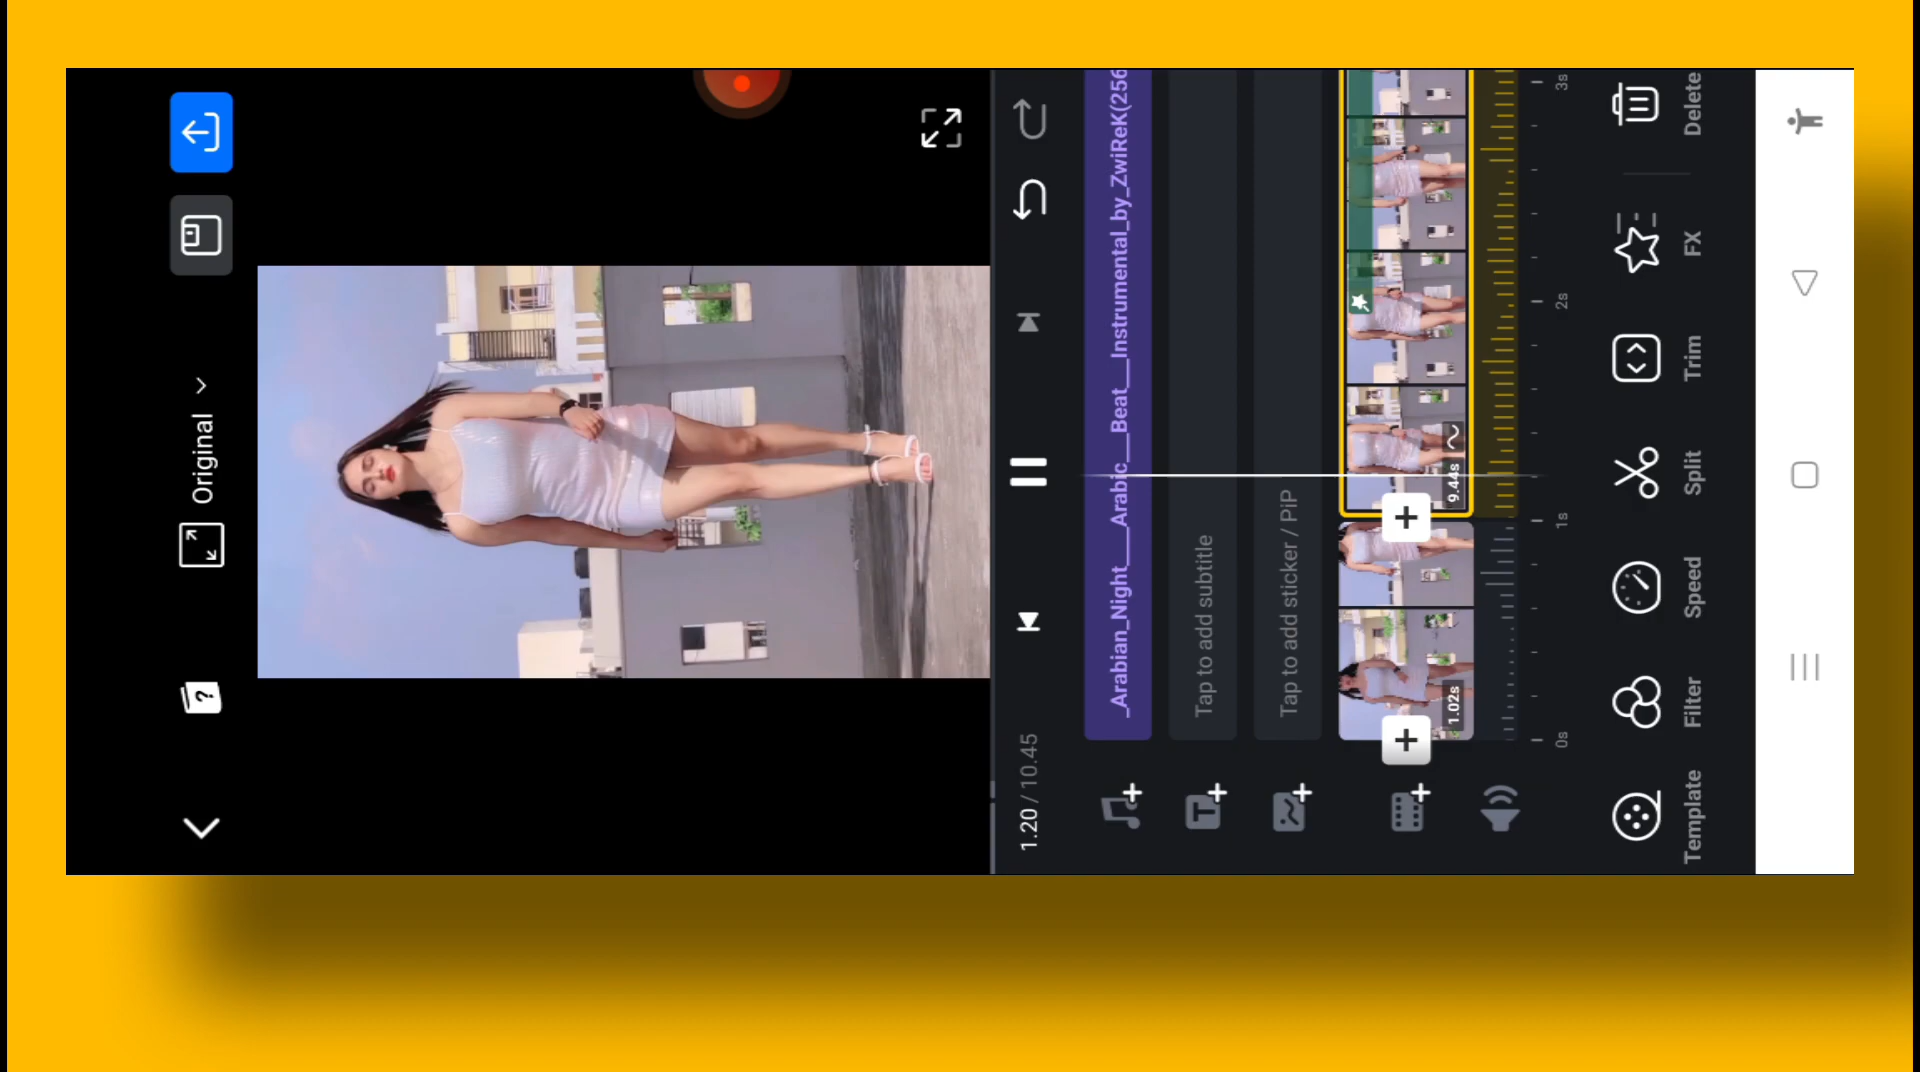 Original
1.20 / 10.45
_Arabian_Night___Arabic__Beat__Instrumental_by_ZwiReK(256
Tap to add subtitle
Tap to add sticker / PiP
1.02s
9.44s
0s
1s
2s
3s
Template
Filter
Speed
Split
Trim
FX
Delete